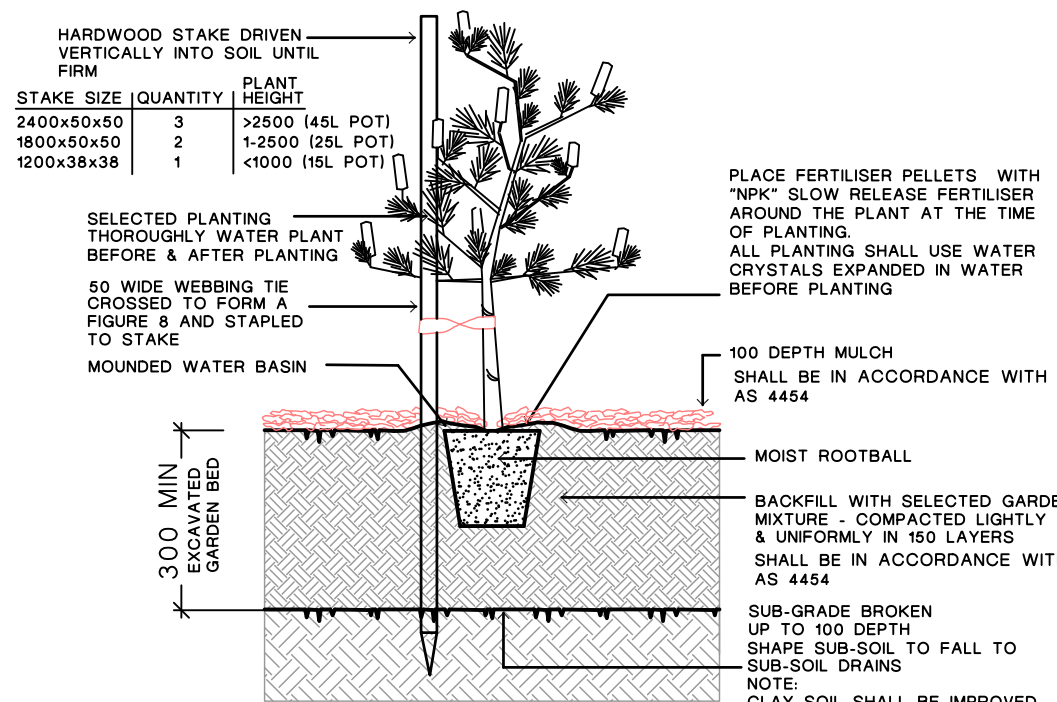 HARDWOOD STAKE DRIVEN
VERTICALLY INTO SOIL UNTIL
FIRM
STAKE SIZE QUANTITY PLANT HEIGHT
2400x50x50 3 >2500 (45L POT)
1800x50x50 2 1-2500 (25L POT)
1200x38x38 1 <1000 (15L POT)
SELECTED PLANTING
THOROUGHLY WATER PLANT
BEFORE & AFTER PLANTING
50 WIDE WEBBING TIE
CROSSED TO FORM A
FIGURE 8 AND STAPLED
TO STAKE
MOUNDED WATER BASIN
300 MIN
EXCAVATED
GARDEN BED
PLACE FERTILISER PELLETS WITH
"NPK" SLOW RELEASE FERTILISER
AROUND THE PLANT AT THE TIME
OF PLANTING.
ALL PLANTING SHALL USE WATER
CRYSTALS EXPANDED IN WATER
BEFORE PLANTING
100 DEPTH MULCH
SHALL BE IN ACCORDANCE WITH
AS 4454
MOIST ROOTBALL
BACKFILL WITH SELECTED GARDE
MIXTURE - COMPACTED LIGHTLY
& UNIFORMLY IN 150 LAYERS
SHALL BE IN ACCORDANCE WIT
AS 4454
SUB-GRADE BROKEN
UP TO 100 DEPTH
SHAPE SUB-SOIL TO FALL TO
SUB-SOIL DRAINS
NOTE:
CLAY SOIL SHALL BE IMPROVED